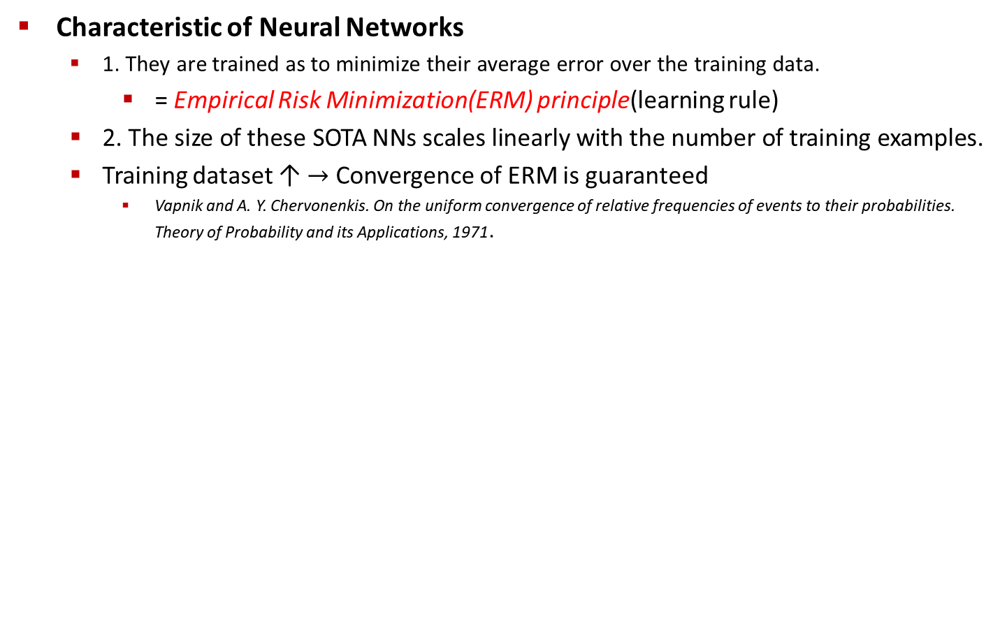 Characteristic of Neural Networks
1. They are trained as to minimize their average error over the training data.
= Empirical Risk Minimization(ERM) principle(learning rule)
2. The size of these SOTA NNs scales linearly with the number of training examples.
Training dataset ↑ → Convergence of ERM is guaranteed
Vapnik and A. Y. Chervonenkis. On the uniform convergence of relative frequencies of events to their probabilities.
Theory of Probability and its Applications, 1971.